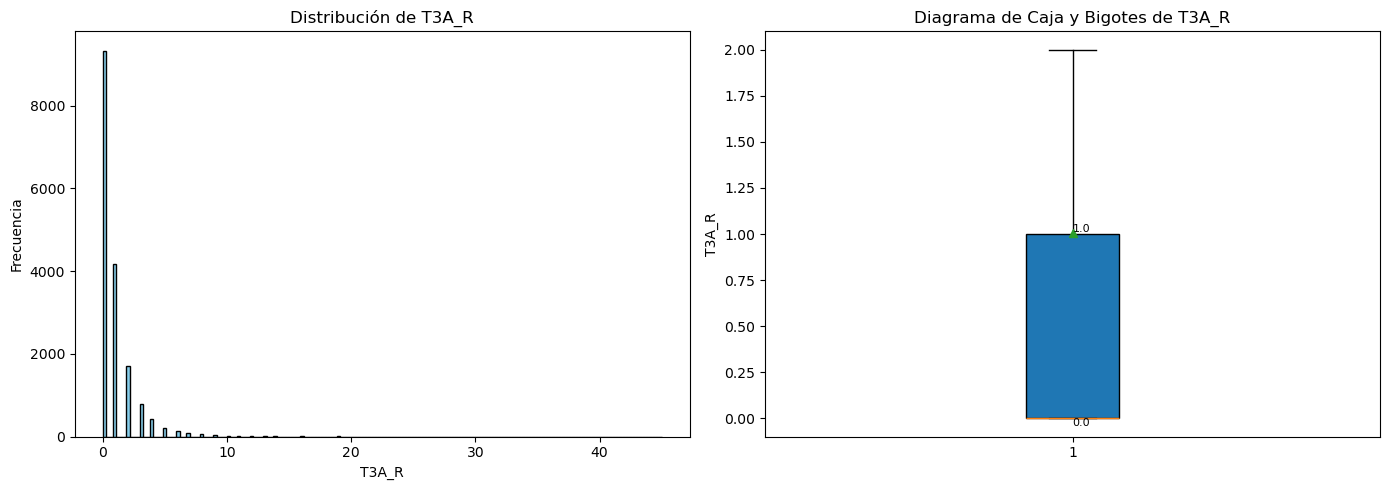 Distribución de T3A_R
8000
6000
4000
2000
0
Frecuencia
0 10 20 30 40
T3A_R
Diagrama de Caja y Bigotes de T3A_R
2.00
1.75
1.50
1.25
1.00
0.75
0.50
0.25
0.00
T3A_R
1.0
0.0
1